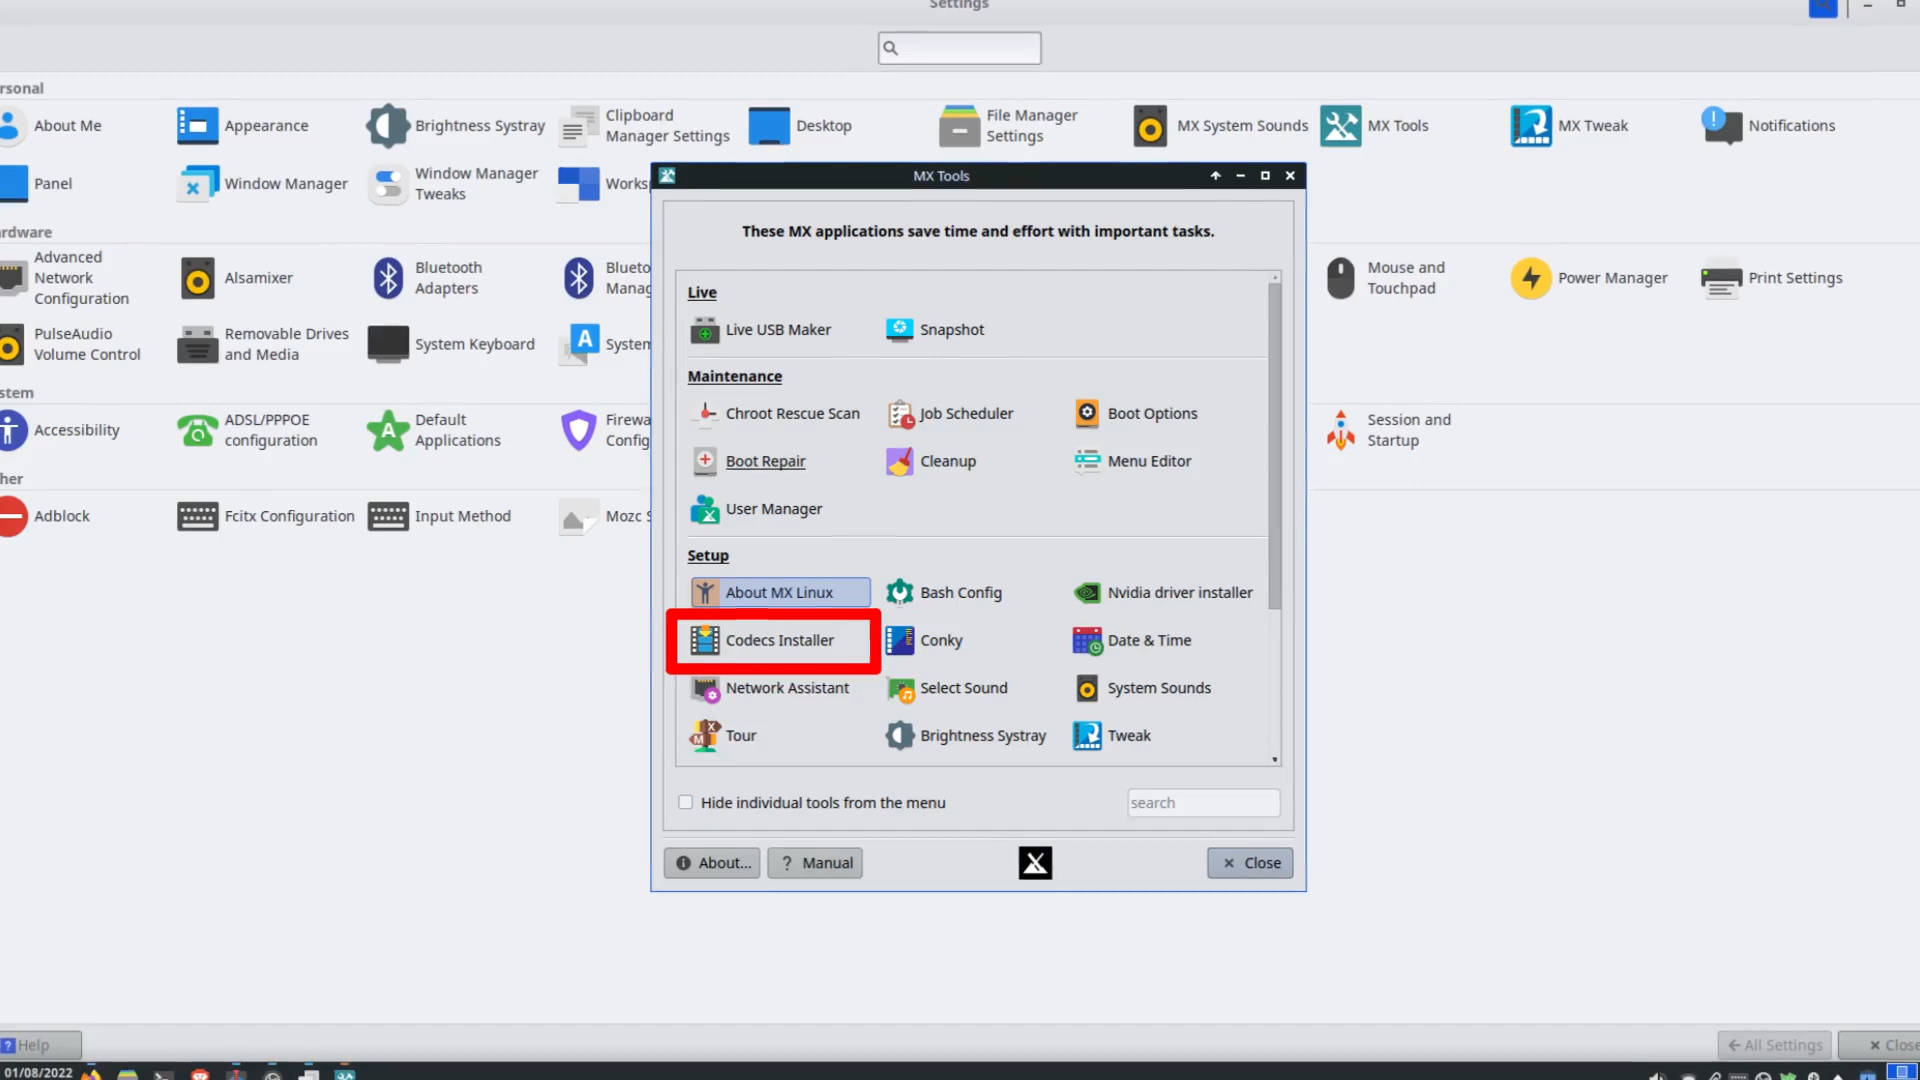 Settings
rsonal
About Me
Appearance
Brightness Systray
Clipboard
Manager Settings
Desktop
File Manager
Settings
MX System Sounds
MX Tools
MX Tweak
Notifications
Panel
Window Manager
Window Manager
Tweaks
Works
MX Tools
These MX applications save time and effort with important tasks.
rdware
Advanced
Network
Configuration
Alsamixer
Bluetooth
Adapters
Blueto
Manag
Mouse and
Touchpad
Power Manager
Print Settings
PulseAudio
Volume Control
Removable Drives
and Media
System Keyboard
System
stem
Accessibility
ADSL/PPPOE
configuration
Default
Applications
Firewa
Config
Session and
Startup
her
Adblock
Fcitx Configuration
Input Method
Mozc S
Live
Live USB Maker
Snapshot
Maintenance
Chroot Rescue Scan
Job Scheduler
Boot Options
Boot Repair
Cleanup
Menu Editor
User Manager
Setup
About MX Linux
Bash Config
Nvidia driver installer
Codecs Installer
Conky
Date & Time
Network Assistant
Select Sound
System Sounds
Tour
Brightness Systray
Tweak
Hide individual tools from the menu
search
About...
? Manual
Close
? Help
All Settings
Close
01/08/2022